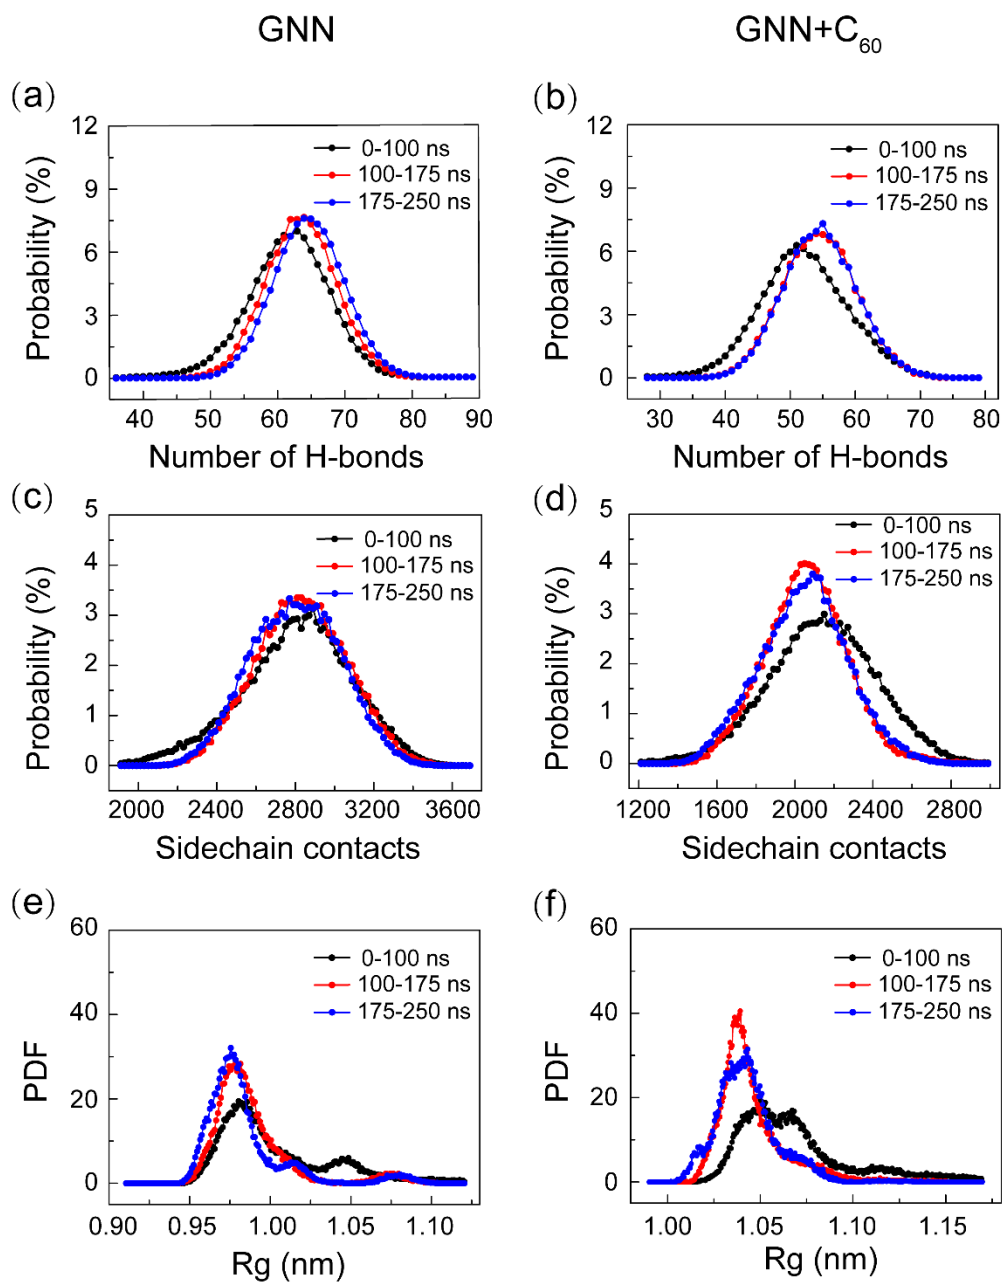 GNN
GNN+C60
(a)
Probability (%)
12
9
6
3
0
0-100 ns
100-175 ns
175-250 ns
40 50 60 70 80 90
Number of H-bonds
(b)
Probability (%)
12
9
6
3
0
0-100 ns
100-175 ns
175-250 ns
30 40 50 60 70 80
Number of H-bonds
(c)
Probability (%)
5
4
3
2
1
0
0-100 ns
100-175 ns
175-250 ns
2000 2400 2800 3200 3600
Sidechain contacts
(d)
Probability (%)
5
4
3
2
1
0
0-100 ns
100-175 ns
175-250 ns
1200 1600 2000 2400 2800
Sidechain contacts
(e)
PDF
60
40
20
0
0-100 ns
100-175 ns
175-250 ns
0.90 0.95 1.00 1.05 1.10
Rg (nm)
(f)
PDF
60
40
20
0
0-100 ns
100-175 ns
175-250 ns
1.00 1.05 1.10 1.15
Rg (nm)